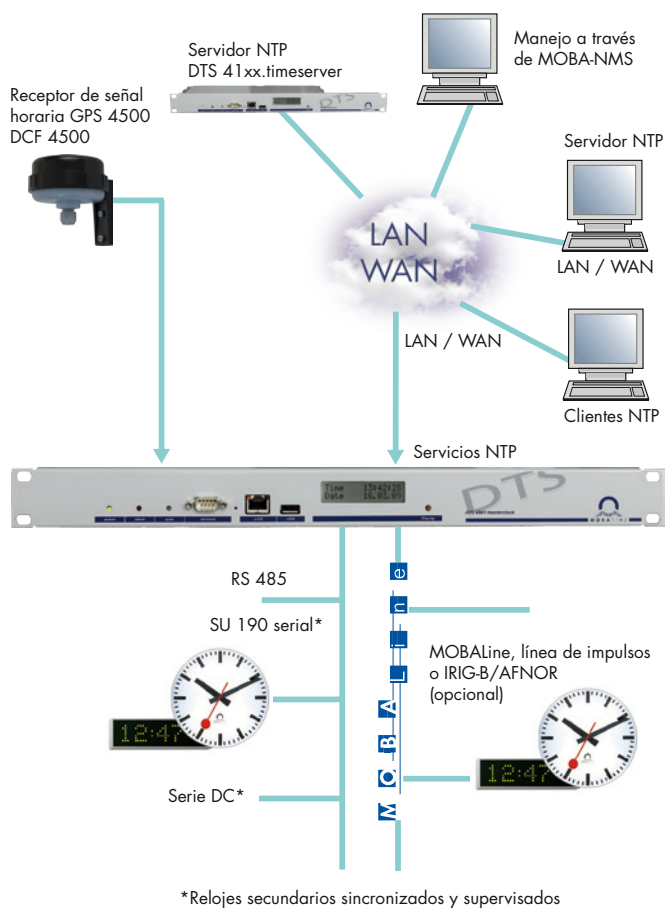 Servidor NTP
DTS 41xx.timeserver
Manejo a través
de MOBA-NMS
Receptor de señal
horaria GPS 4500
DCF 4500
Servidor NTP
LAN
WAN
LAN / WAN
LAN / WAN
Clientes NTP
Servicios NTP
Time 13:42:20
Date 16.03.09
DTS
RS 485
SU 190 serial*
MOBALine
MOBALine, línea de impulsos
o IRIG-B/AFNOR
(opcional)
12:47
12:47
Serie DC*
*Relojes secundarios sincronizados y supervisados